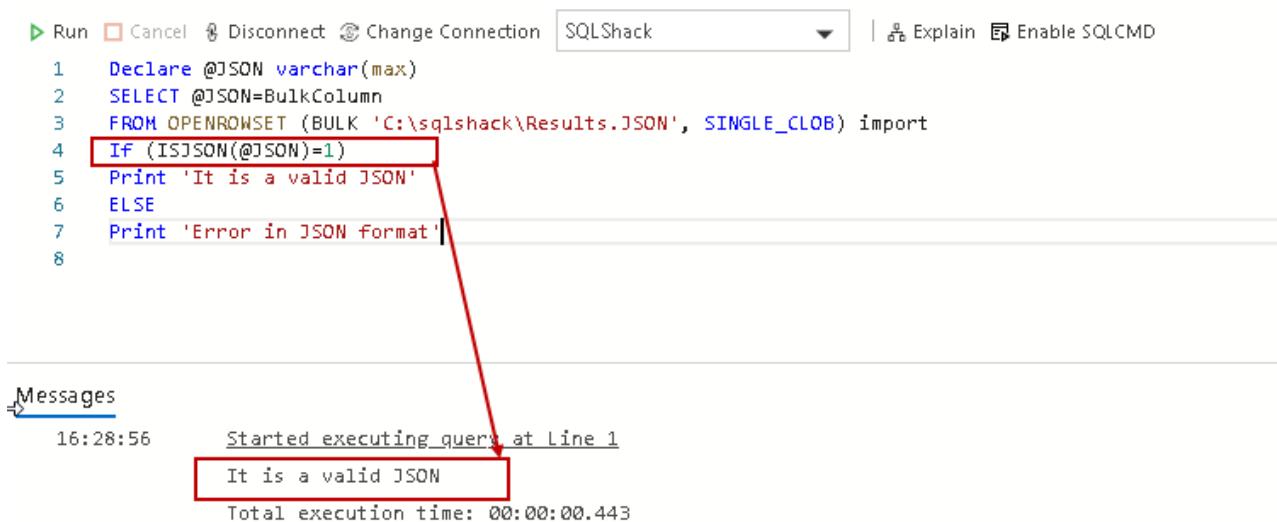 Run Cancel Disconnect Change Connection SQLShack Explain Enable SQLCMD
1 Declare @JSON varchar(max)
2 SELECT @JSON=BulkColumn
3 FROM OPENROWSET (BULK 'C:\sqlshack\Results.JSON', SINGLE_CLOB) import
4 If (ISJSON(@JSON)=1)
5 Print 'It is a valid JSON'
6 ELSE
7 Print 'Error in JSON format'
8
Messages
16:28:56 Started executing query at Line 1
It is a valid JSON
Total execution time: 00:00:00.443